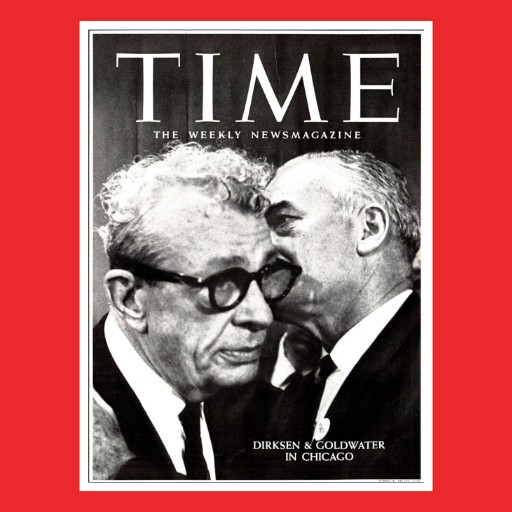 TIME
THE WEEKLY NEWSMAGAZINE
DIRKSEN & GOLDWATER
IN CHICAGO